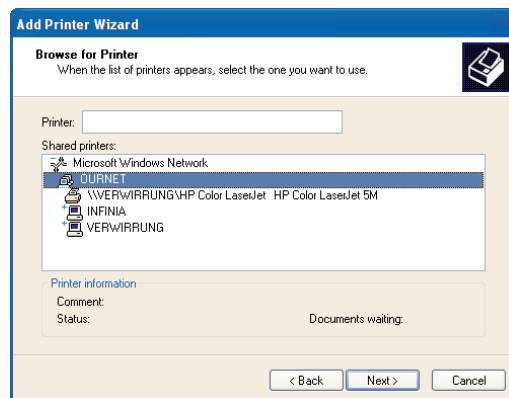 Add Printer Wizard
Browse for Printer
When the list of printers appears, select the one you want to use.
Printer:
Shared printers:
Microsoft Windows Network
OURNET
\\VERWIRRUNG\HP Color LaserJet HP Color LaserJet 5M
INFINIA
VERWIRRUNG
Printer information
Comment:
Status: Documents waiting:
< Back Next > Cancel